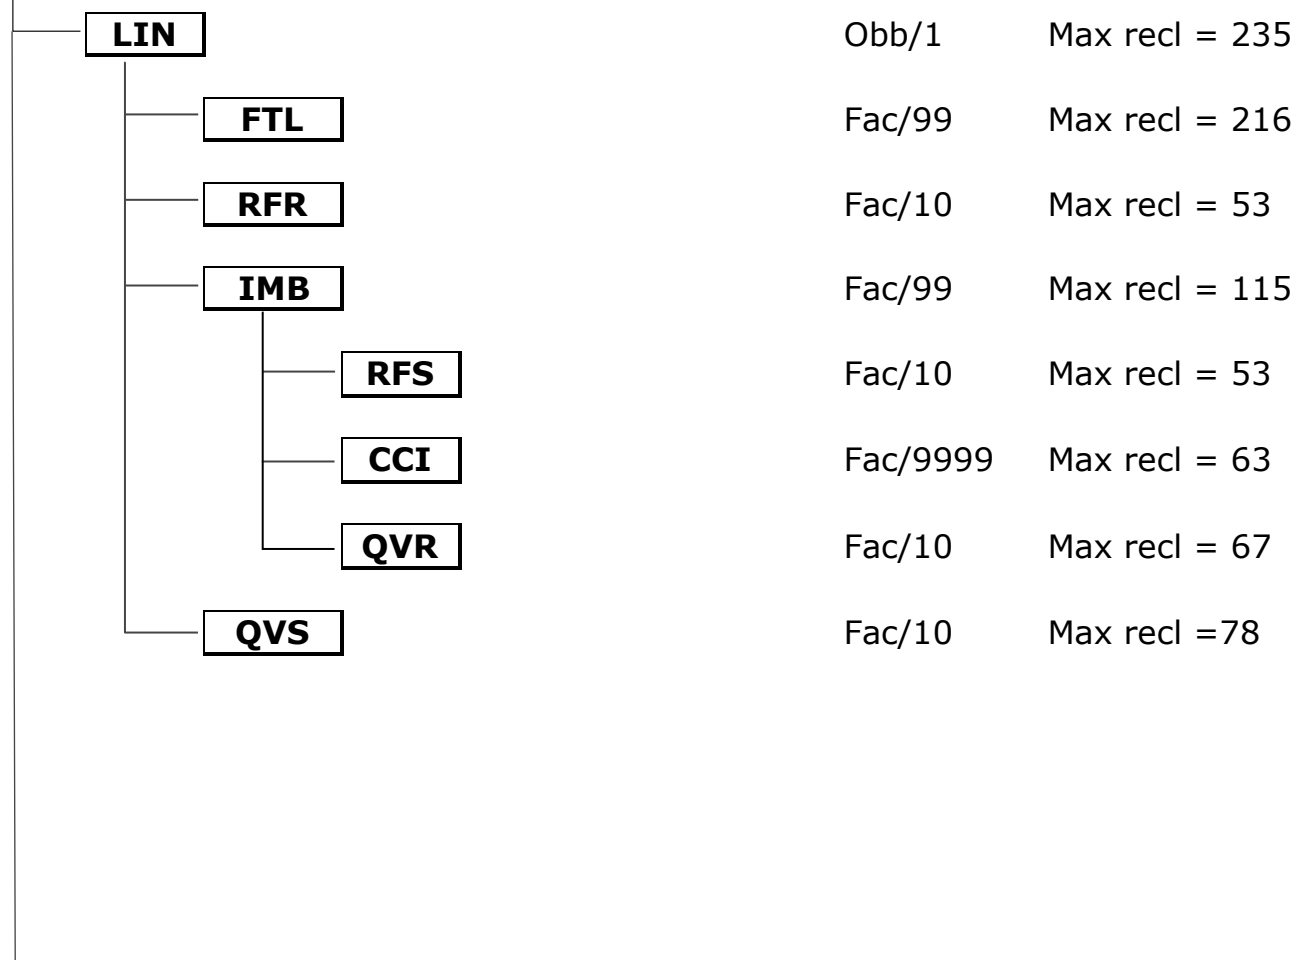 LIN Obb/1 Max recl = 235
FTL Fac/99 Max recl = 216
RFR Fac/10 Max recl = 53
IMB Fac/99 Max recl = 115
RFS Fac/10 Max recl = 53
CCI Fac/9999 Max recl = 63
QVR Fac/10 Max recl = 67
QVS Fac/10 Max recl =78